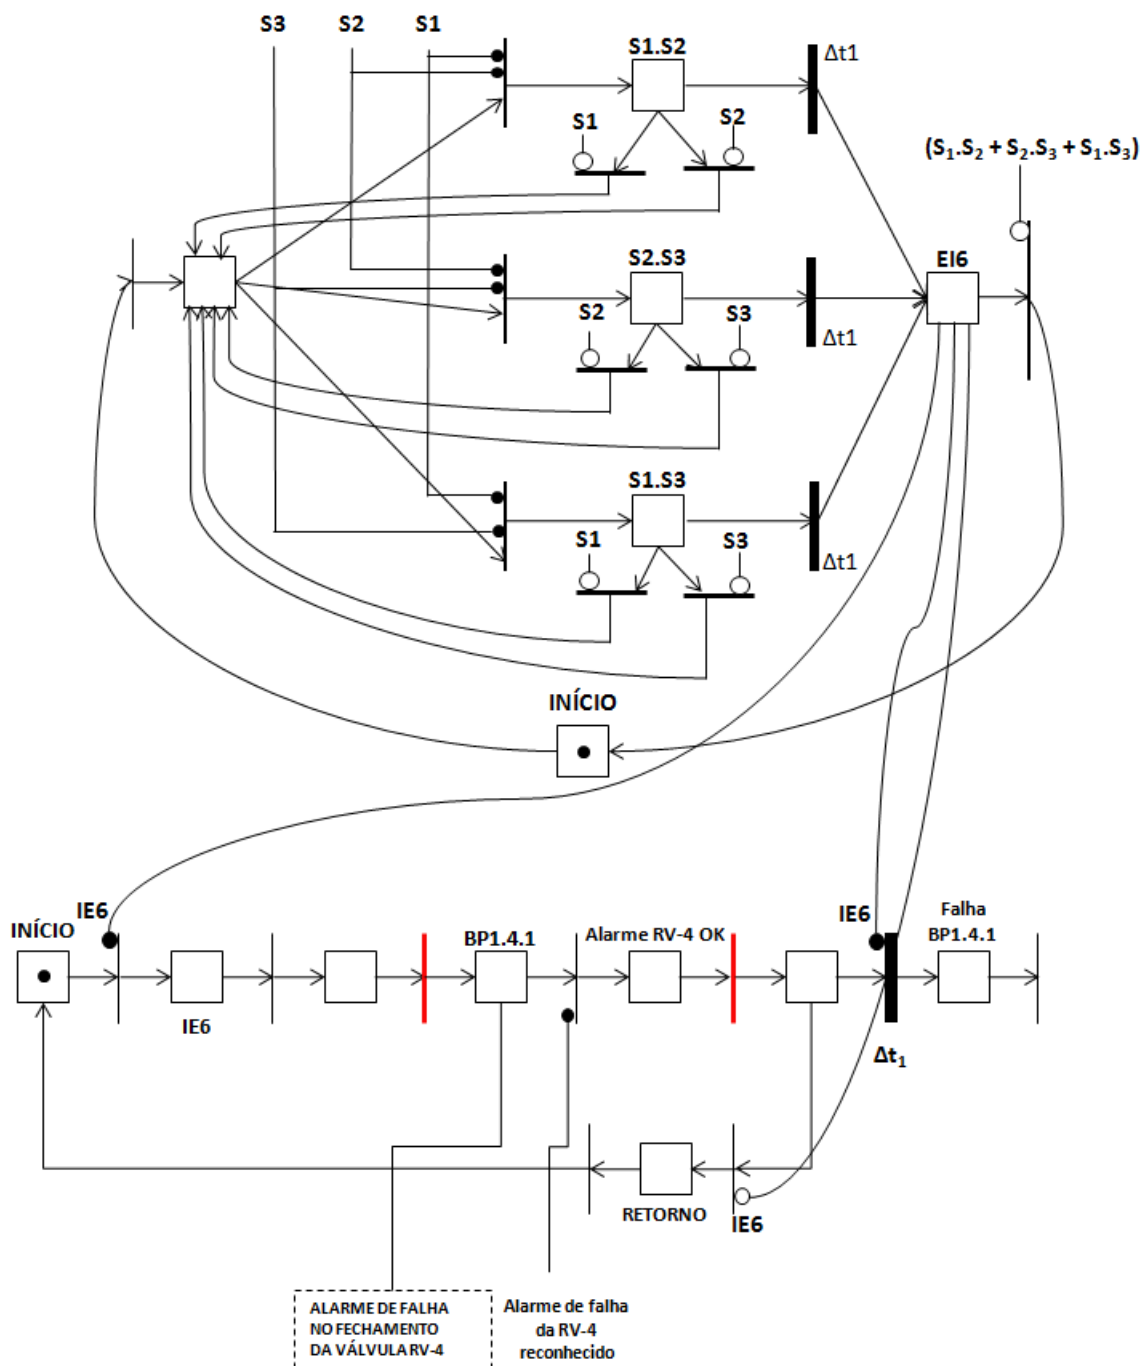 S3 S2 S1
S1.S2
Δt1
S1
S2
(S₁.S₂ + S₂.S₃ + S₁.S₃)
S2.S3
EI6
S2
S3
Δt1
S1.S3
S1
S3
Δt1
INÍCIO
IE6
INÍCIO
BP1.4.1
Alarme RV-4 OK
IE6
Falha
BP1.4.1
IE6
Δt₁
RETORNO
IE6
ALARME DE FALHA
NO FECHAMENTO
DA VÁLVULA RV-4
Alarme de falha
da RV-4
reconhecido